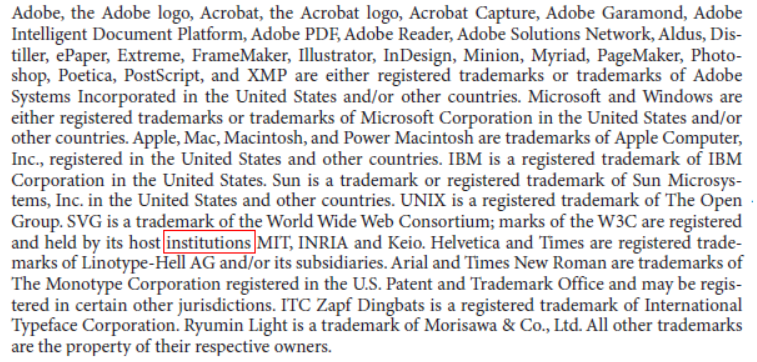 Adobe, the Adobe logo, Acrobat, the Acrobat logo, Acrobat Capture, Adobe Garamond, Adobe
Intelligent Document Platform, Adobe PDF, Adobe Reader, Adobe Solutions Network, Aldus, Dis-
tiller, ePaper, Extreme, FrameMaker, Illustrator, InDesign, Minion, Myriad, PageMaker, Photo-
shop, Poetica, PostScript, and XMP are either registered trademarks or trademarks of Adobe
Systems Incorporated in the United States and/or other countries. Microsoft and Windows are
either registered trademarks or trademarks of Microsoft Corporation in the United States and/or
other countries. Apple, Mac, Macintosh, and Power Macintosh are trademarks of Apple Computer,
Inc., registered in the United States and other countries. IBM is a registered trademark of IBM
Corporation in the United States. Sun is a trademark or registered trademark of Sun Microsys-
tems, Inc. in the United States and other countries. UNIX is a registered trademark of The Open
Group. SVG is a trademark of the World Wide Web Consortium; marks of the W3C are registered
and held by its host institutions MIT, INRIA and Keio. Helvetica and Times are registered trade-
marks of Linotype-Hell AG and/or its subsidiaries. Arial and Times New Roman are trademarks of
The Monotype Corporation registered in the U.S. Patent and Trademark Office and may be regis-
tered in certain other jurisdictions. ITC Zapf Dingbats is a registered trademark of International
Typeface Corporation. Ryumin Light is a trademark of Morisawa & Co., Ltd. All other trademarks
are the property of their respective owners.